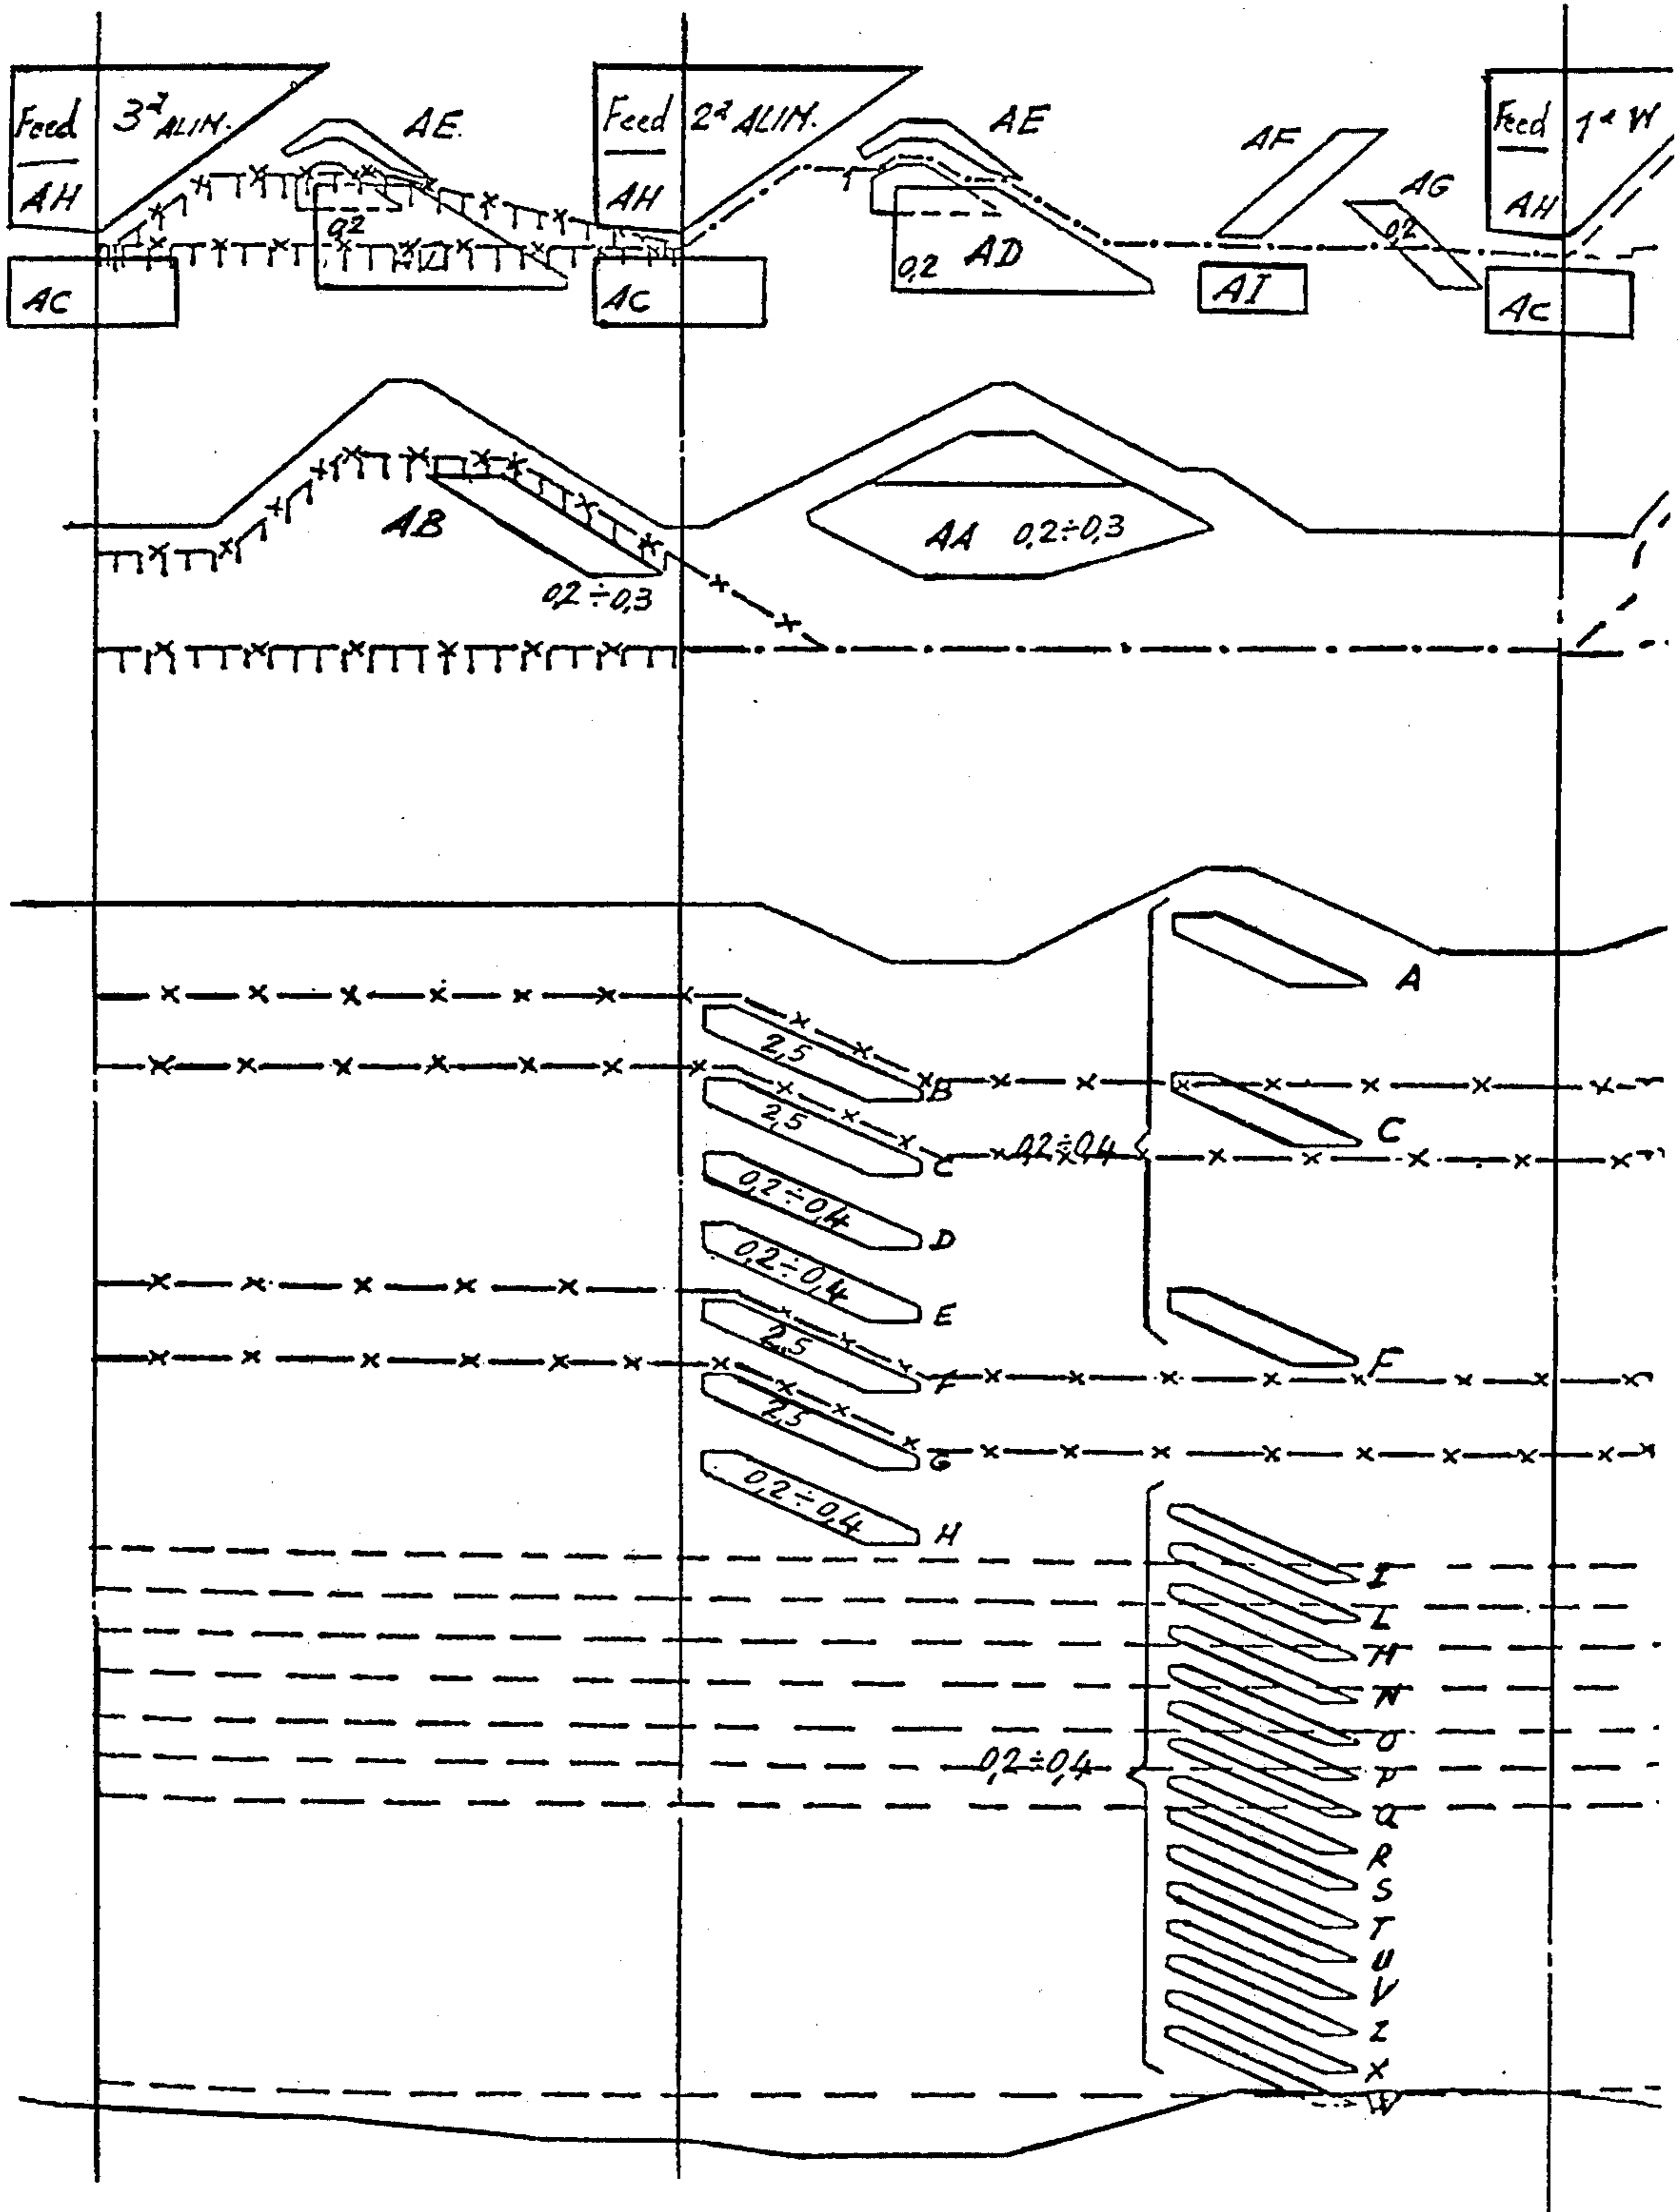 Feed 3ª ALIM.
AH
AC
AE.
0,2
Feed 2ª ALIM.
AH
AC
AE
0,2 AD
AF
AG
0,2
AI
Feed 1ª W
AH
AC
AB
0,2÷0,3
AA 0,2÷0,3
A
2,5 B
2,5 C
0,2÷0,4
C
0,2÷0,4 D
0,2÷0,4 E
2,5 F
F
2,5 G
0,2÷0,4 H
I
L
M
N
O
0,2÷0,4
P
Q
R
S
T
U
V
Z
X
W